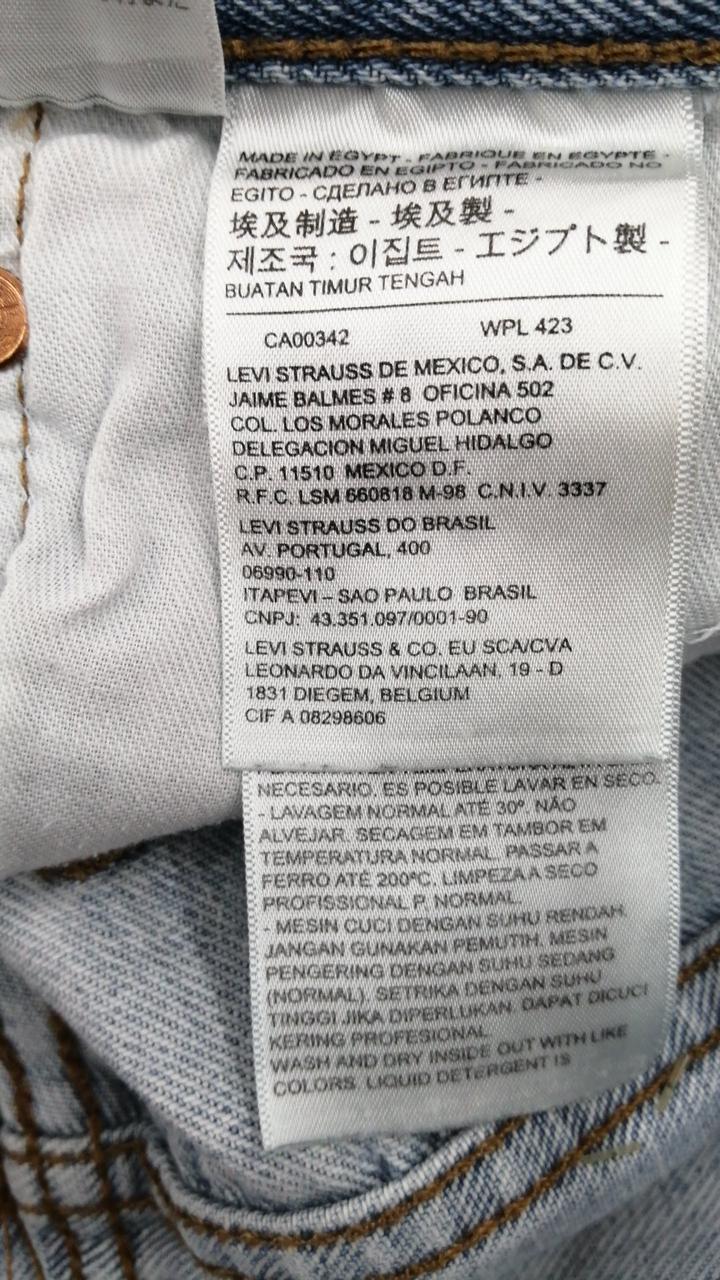 MADE IN EGYPT - FABRIQUE EN EGYPTE -
FABRICADO EN EGIPTO - FABRICADO NO
EGITO - СДЕЛАНО В ЕГИПТЕ -
埃及制造 - 埃及製 -
제조국 : 이집트 - エジプト製 -
BUATAN TIMUR TENGAH
CA00342 WPL 423
LEVI STRAUSS DE MEXICO, S.A. DE C.V.
JAIME BALMES # 8 OFICINA 502
COL. LOS MORALES POLANCO
DELEGACION MIGUEL HIDALGO
C.P. 11510 MEXICO D.F.
R.F.C. LSM 660818 M-98 C.N.I.V. 3337
LEVI STRAUSS DO BRASIL
AV. PORTUGAL, 400
06990-110
ITAPEVI – SAO PAULO BRASIL
CNPJ: 43.351.097/0001-90
LEVI STRAUSS & CO. EU SCA/CVA
LEONARDO DA VINCILAAN, 19 - D
1831 DIEGEM, BELGIUM
CIF A 08298606
NECESARIO. ES POSIBLE LAVAR EN SECO.
- LAVAGEM NORMAL ATÉ 30º. NÃO
ALVEJAR. SECAGEM EM TAMBOR EM
TEMPERATURA NORMAL. PASSAR A
FERRO ATÉ 200ºC. LIMPEZA A SECO
PROFISSIONAL P NORMAL.
- MESIN CUCI DENGAN SUHU RENDAH.
JANGAN GUNAKAN PEMUTIH. MESIN
PENGERING DENGAN SUHU SEDANG
(NORMAL). SETRIKA DENGAN SUHU
TINGGI JIKA DIPERLUKAN. DAPAT DICUCI
KERING PROFESIONAL
WASH AND DRY INSIDE OUT WITH LIKE
COLORS. LIQUID DETERGENT IS